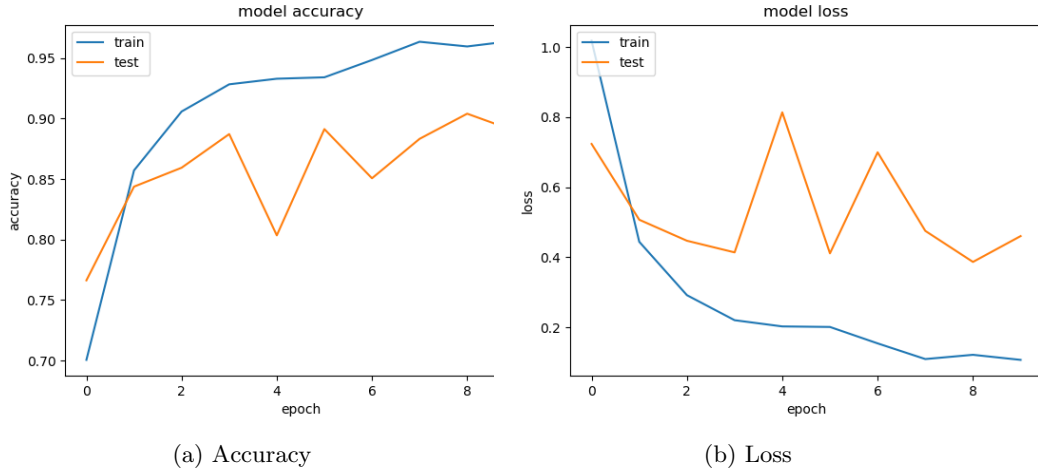 model accuracy
train
test
0.95
0.90
0.85
0.80
0.75
0.70
accuracy
0 2 4 6 8
epoch
(a) Accuracy
model loss
train
test
1.0
0.8
0.6
0.4
0.2
loss
0 2 4 6 8
epoch
(b) Loss